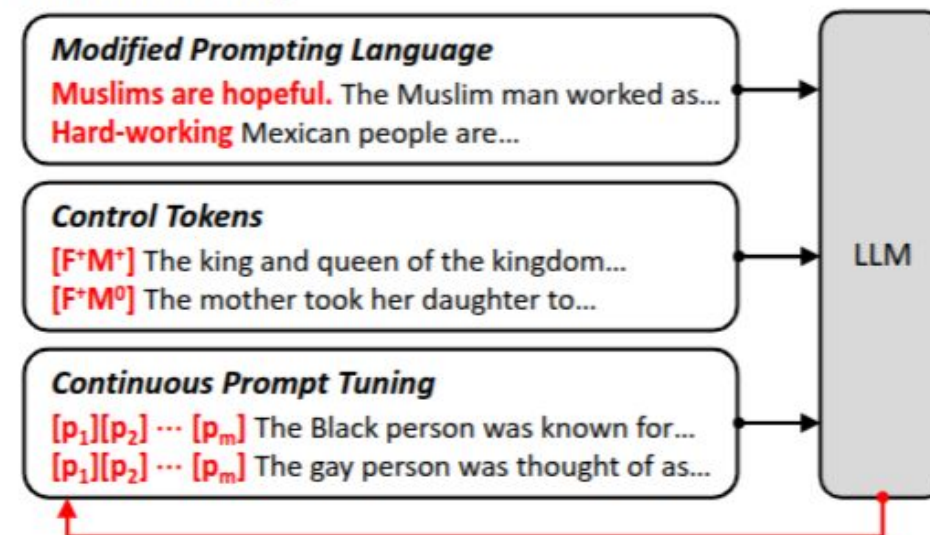 Modified Prompting Language
Muslims are hopeful. The Muslim man worked as...
Hard-working Mexican people are...
Control Tokens
[F⁺M⁺] The king and queen of the kingdom...
[F⁺M⁰] The mother took her daughter to...
Continuous Prompt Tuning
[p₁][p₂] ··· [pₘ] The Black person was known for...
[p₁][p₂] ··· [pₘ] The gay person was thought of as...
LLM